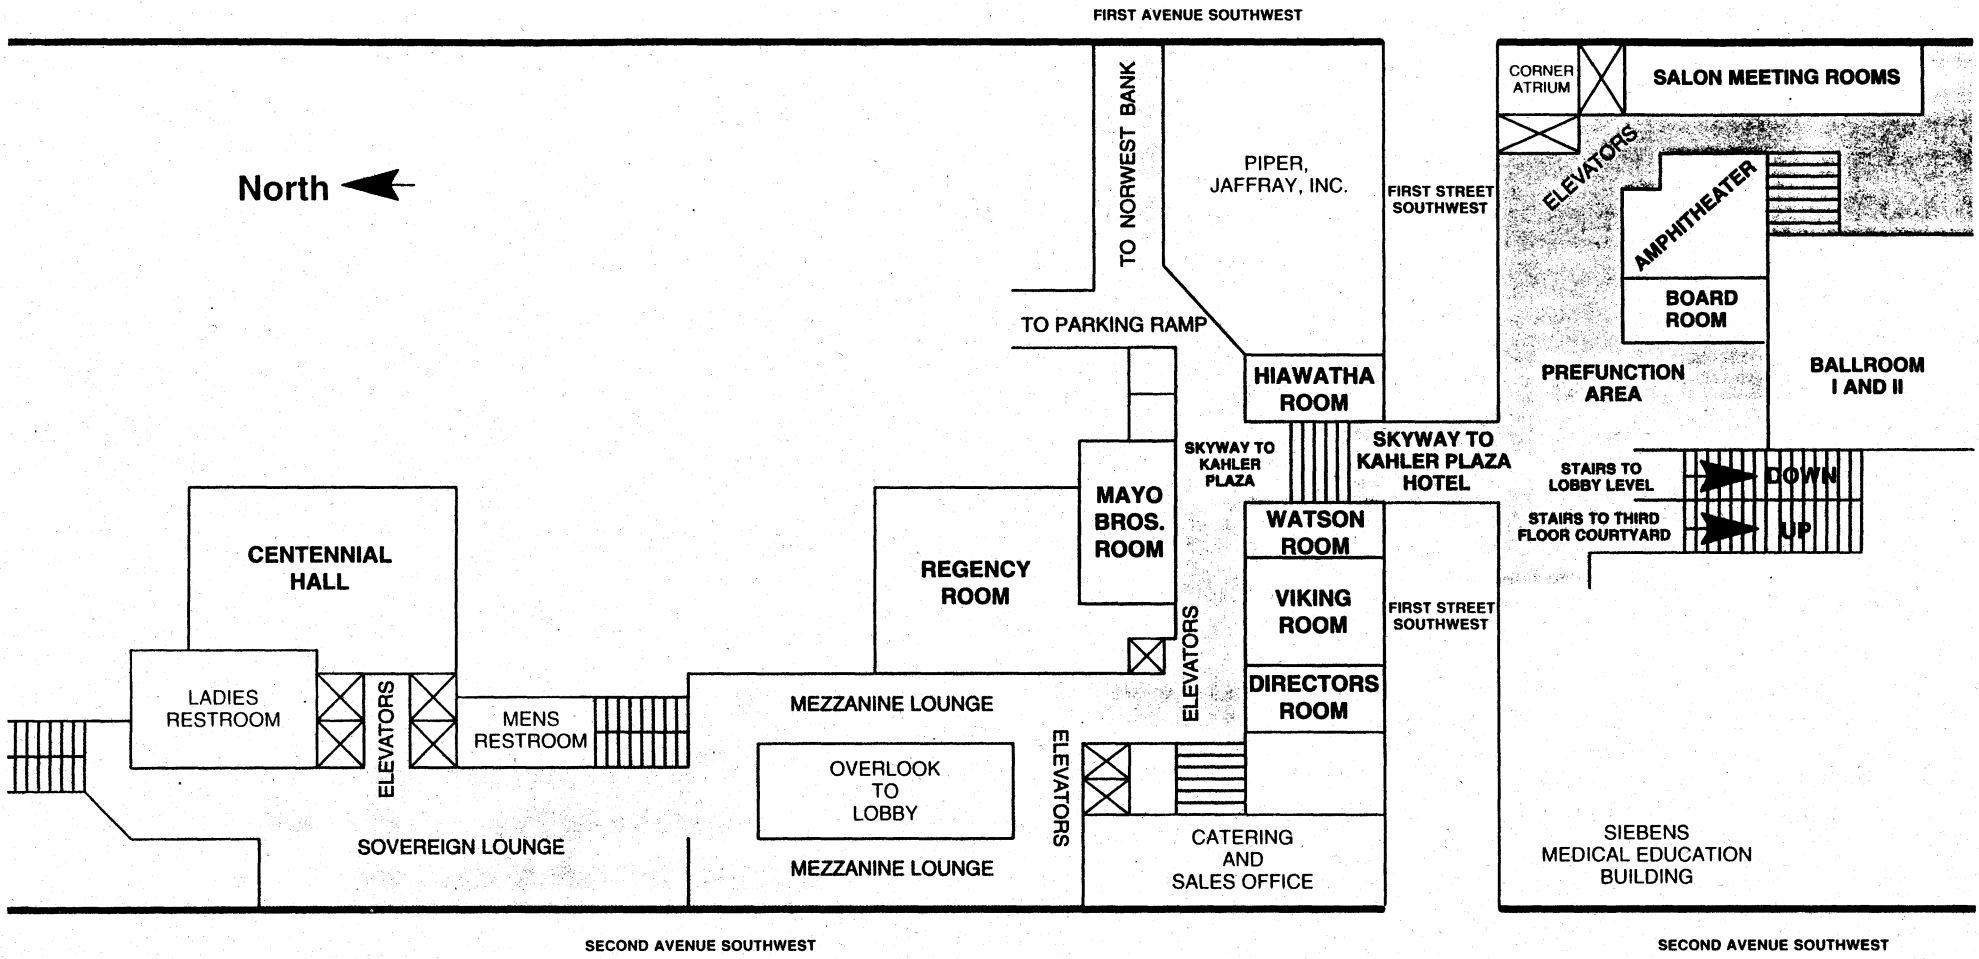 FIRST AVENUE SOUTHWEST
North
TO NORWEST BANK
PIPER,
JAFFRAY, INC.
FIRST STREET
SOUTHWEST
CORNER
ATRIUM
SALON MEETING ROOMS
ELEVATORS
AMPHITHEATER
BOARD
ROOM
TO PARKING RAMP
HIAWATHA
ROOM
PREFUNCTION
AREA
BALLROOM
I AND II
SKYWAY TO
KAHLER
PLAZA
SKYWAY TO
KAHLER PLAZA
HOTEL
STAIRS TO
LOBBY LEVEL
DOWN
STAIRS TO THIRD
FLOOR COURTYARD
UP
MAYO
BROS.
ROOM
WATSON
ROOM
CENTENNIAL
HALL
REGENCY
ROOM
VIKING
ROOM
FIRST STREET
SOUTHWEST
ELEVATORS
DIRECTORS
ROOM
LADIES
RESTROOM
ELEVATORS
MENS
RESTROOM
MEZZANINE LOUNGE
OVERLOOK
TO
LOBBY
ELEVATORS
SOVEREIGN LOUNGE
MEZZANINE LOUNGE
CATERING
AND
SALES OFFICE
SIEBENS
MEDICAL EDUCATION
BUILDING
SECOND AVENUE SOUTHWEST
SECOND AVENUE SOUTHWEST